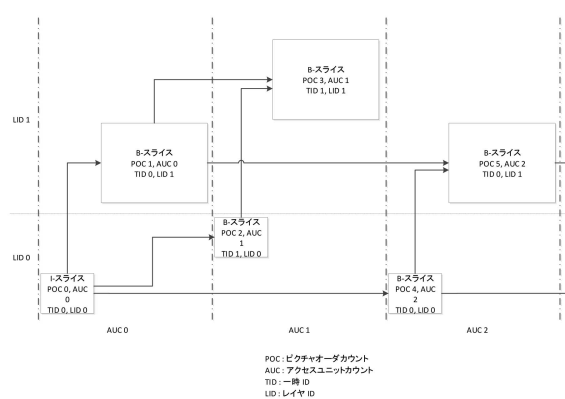 B-スライス
POC 3, AUC 1
TID 1, LID 1
LID 1
B-スライス
POC 1, AUC 0
TID 0, LID 1
B-スライス
POC 5, AUC 2
TID 0, LID 1
B-スライス
POC 2, AUC
1
TID 1, LID 0
LID 0
I-スライス
POC 0, AUC
0
TID 0, LID 0
B-スライス
POC 4, AUC
2
TID 0, LID 0
AUC 0
AUC 1
AUC 2
POC : ピクチャオーダカウント
AUC : アクセスユニットカウント
TID : 一時 ID
LID : レイヤ ID